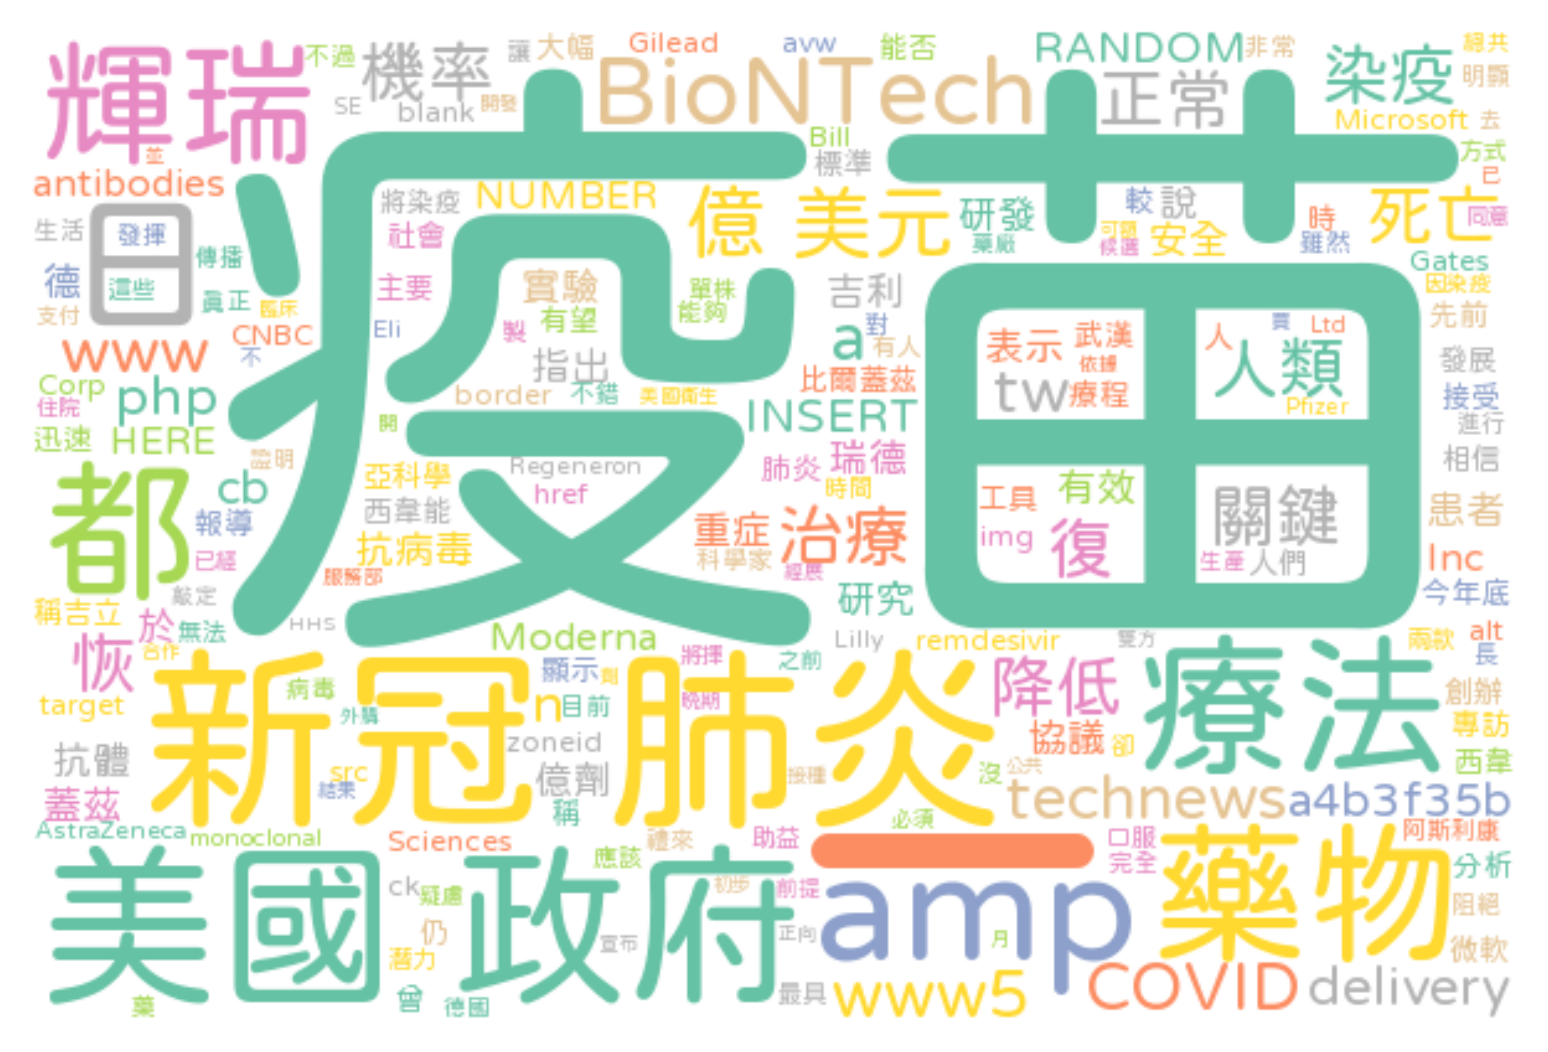 輝瑞
不過
機率
讓
大幅
Gilead
avw
能否
RANDOM
非常
染疫
總共
明顯
SE
blank
開發
BioNTech
正常
Microsoft
去
並
Bill
標準
方式
已
antibodies
將染疫
NUMBER
億
美元
研發
藥廠
較
說
時
雖然
死亡
同意
可望
候選
安全
生活
日
發揮
傳播
社會
疫苗
Gates
德
這些
真正
臨床
主要
實驗
單株
能夠
吉利
因染疫
支付
CNBC
Eli
製
有望
a
對
有人
表示
武漢
依據
人
買
Ltd
先前
www
不
指出
tw
療程
人類
Pfizer
發展
Corp
php
住院
border
不錯
美國衛生
比爾蓋茲
接受
迅速
HERE
開
INSERT
進行
證明
亞科學
Regeneron
href
肺炎
瑞德
時間
相信
都
cb
報導
已經
西韋能
抗病毒
服務部
重症
科學家
經展
治療
工具
有效
img
復
關鍵
生產
人們
患者
Inc
敲定
稱吉立
於
無法
合作
HHS
研究
今年底
恢
Moderna
Lilly
remdesivir
雙方
兩款
alt
長
新冠肺炎
顯示
劑
將揮
之前
降低
療法
創辦
target
病毒
外購
n
目前
晚期
協議
卻
專訪
抗體
zoneid
億劑
src
結果
接種
沒
公共
西韋
蓋茲
稱
technews
a4b3f35b
AstraZeneca
monoclonal
Sciences
禮來
助益
必須
口服
完全
阿斯利康
美國政府
應該
初步
前提
amp
藥物
分析
ck
疑慮
仍
宣布
正向
月
阻絕
潛力
微軟
藥
曾
德國
最具
www5
COVID
delivery